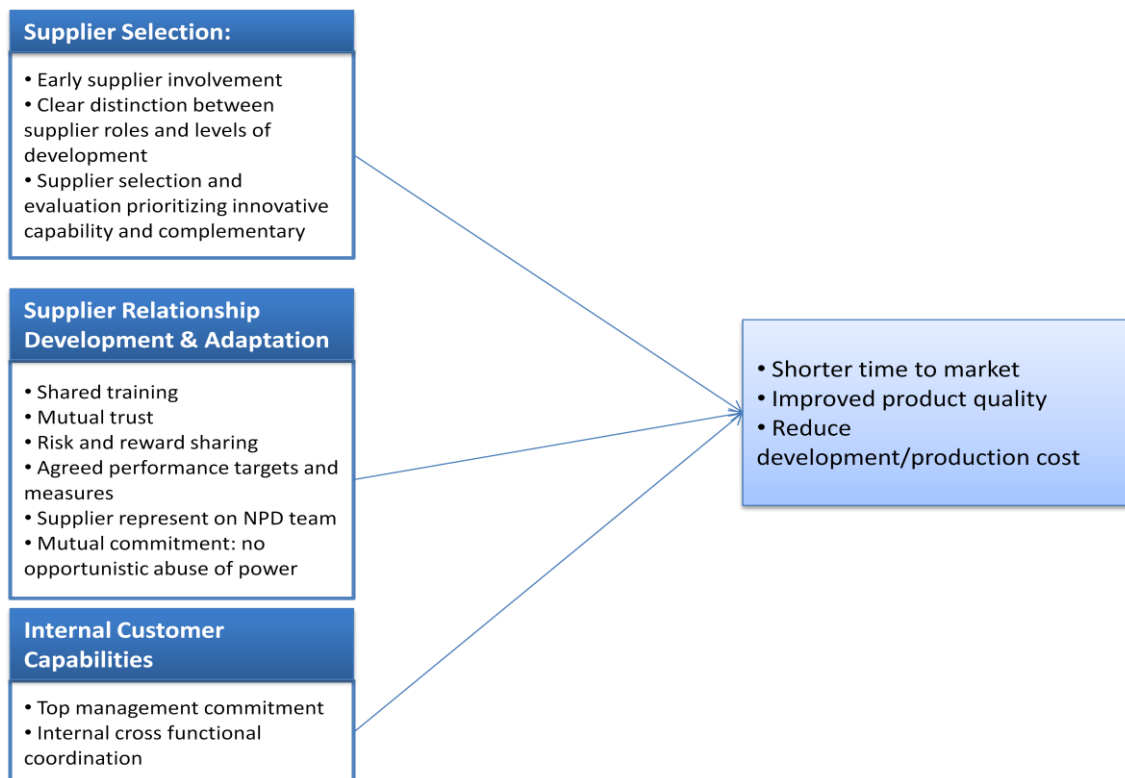 Supplier Selection:
• Early supplier involvement
• Clear distinction between
supplier roles and levels of
development
• Supplier selection and
evaluation prioritizing innovative
capability and complementary
Supplier Relationship
Development & Adaptation
• Shared training
• Mutual trust
• Risk and reward sharing
• Agreed performance targets and
measures
• Supplier represent on NPD team
• Mutual commitment: no
opportunistic abuse of power
Internal Customer
Capabilities
• Top management commitment
• Internal cross functional
coordination
• Shorter time to market
• Improved product quality
• Reduce
development/production cost